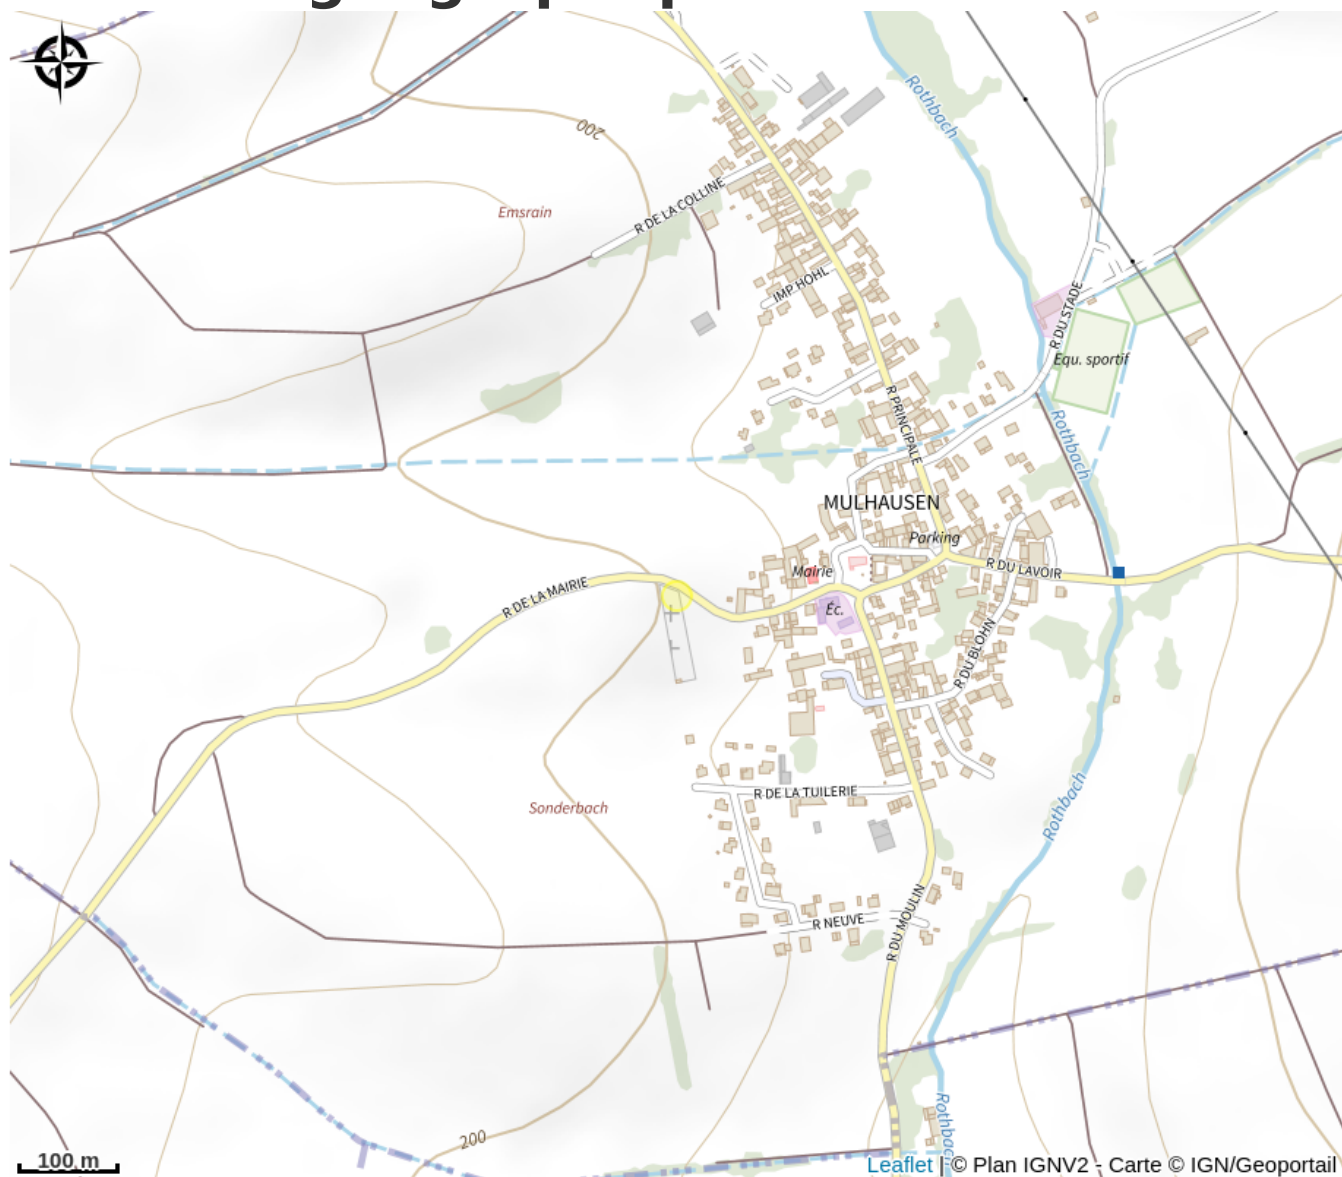 Rothbach
200
R DE LA COLLINE
Emsrain
IMP HOHL
R DU STADE
Equ. sportif
R PRINCIPALE
Rothbach
MULHAUSEN
Parking
Mairie
R DU LAVOIR
R DE LA MAIRIE
Éc.
R DU BLOHN
R DE LA TUILERIE
Sonderbach
Rothbach
R NEUVE
R DU MOULIN
Rothbach
200
100 m
Leaflet | © Plan IGNV2 - Carte © IGN/Geoportail